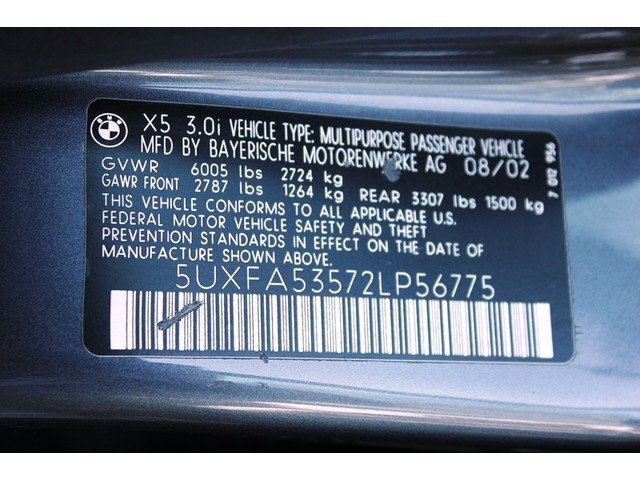 BMW
X5 3.0i VEHICLE TYPE: MULTIPURPOSE PASSENGER VEHICLE
MFD BY BAYERISCHE MOTORENWERKE AG 08/02
GVWR 6005 lbs 2724 kg
GAWR FRONT 2787 lbs 1264 kg REAR 3307 lbs 1500 kg
THIS VEHICLE CONFORMS TO ALL APPLICABLE U.S.
FEDERAL MOTOR VEHICLE SAFETY AND THEFT
PREVENTION STANDARDS IN EFFECT ON THE DATE OF
MANUFACTURE SHOWN ABOVE.
5UXFA53572LP56775